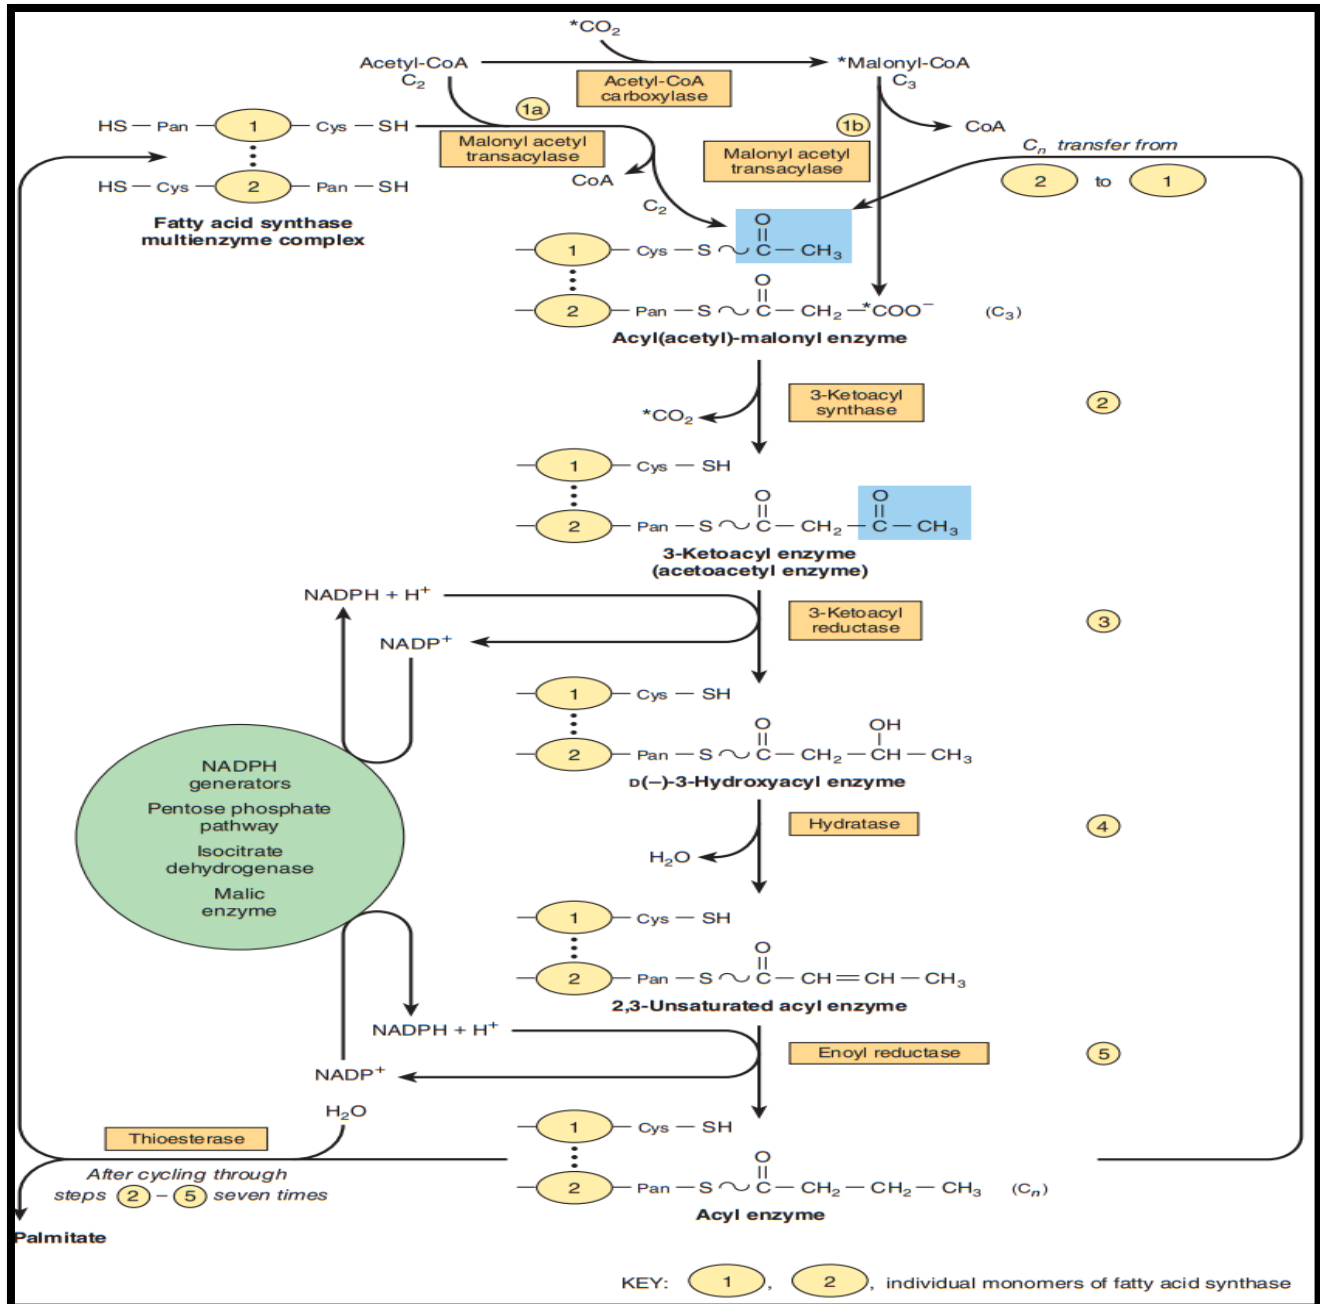 *CO₂
Acetyl-CoA
C₂
*Malonyl-CoA
C₃
Acetyl-CoA
carboxylase
1a
1b
CoA
HS — Pan — 1 — Cys — SH
Malonyl acetyl
transacylase
Malonyl acetyl
transacylase
Cn transfer from
2 to 1
CoA
HS — Cys — 2 — Pan — SH
C₂
Fatty acid synthase
multienzyme complex
O
1 — Cys — S ~ C — CH₃
O
2 — Pan — S ~ C — CH₂ — *COO⁻ (C₃)
Acyl(acetyl)-malonyl enzyme
3-Ketoacyl
synthase
2
*CO₂
1 — Cys — SH
O O
2 — Pan — S ~ C — CH₂ — C — CH₃
3-Ketoacyl enzyme
(acetoacetyl enzyme)
NADPH + H⁺
3-Ketoacyl
reductase
3
NADP⁺
1 — Cys — SH
O OH
2 — Pan — S ~ C — CH₂ — CH — CH₃
D(–)-3-Hydroxyacyl enzyme
NADPH
generators
Pentose phosphate
pathway
Isocitrate
dehydrogenase
Malic
enzyme
Hydratase
4
H₂O
1 — Cys — SH
O
2 — Pan — S ~ C — CH = CH — CH₃
2,3-Unsaturated acyl enzyme
NADPH + H⁺
Enoyl reductase
5
NADP⁺
H₂O
1 — Cys — SH
Thioesterase
After cycling through
steps 2 – 5 seven times
O
2 — Pan — S ~ C — CH₂ — CH₂ — CH₃ (Cn)
Acyl enzyme
Palmitate
KEY: 1, 2, individual monomers of fatty acid synthase